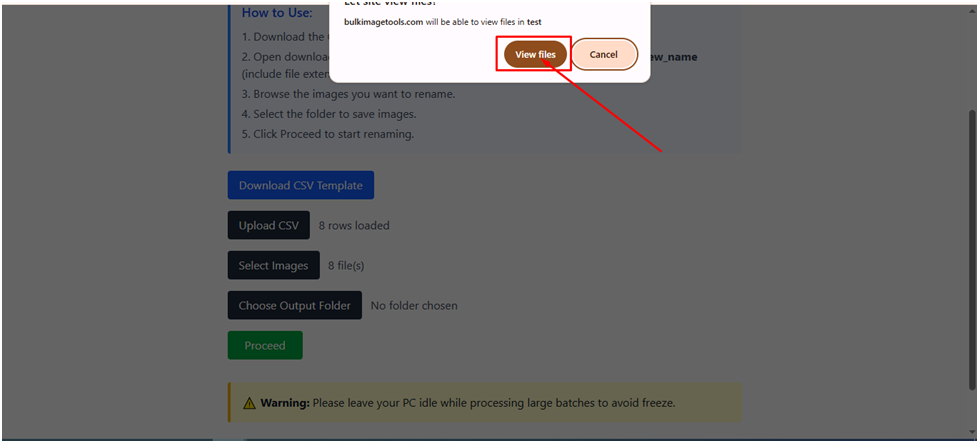 Let site view files?
bulkimagetools.com will be able to view files in test
View files
Cancel
How to Use:
1. Download the
2. Open downloa ew_name
(include file exten
3. Browse the images you want to rename.
4. Select the folder to save images.
5. Click Proceed to start renaming.
Download CSV Template
Upload CSV 8 rows loaded
Select Images 8 file(s)
Choose Output Folder No folder chosen
Proceed
⚠ Warning: Please leave your PC idle while processing large batches to avoid freeze.